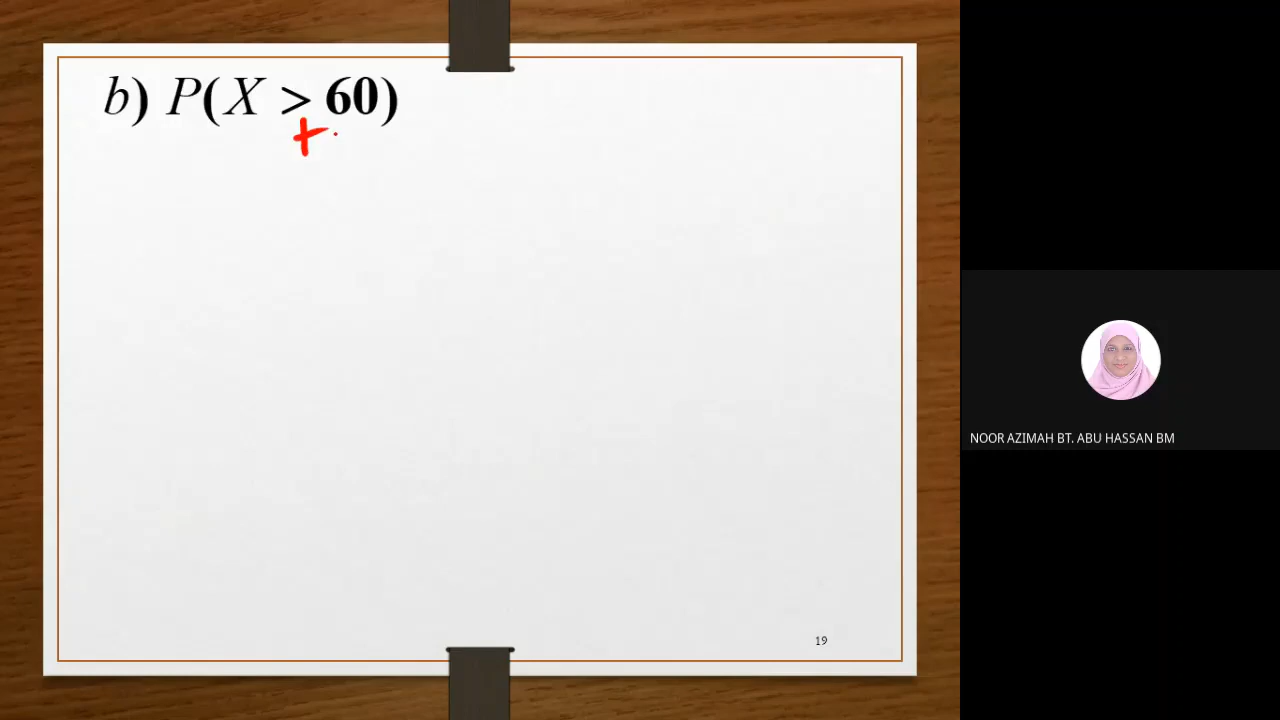 b) P(X > 60)
+
NOOR AZIMAH BT. ABU HASSAN BM
19